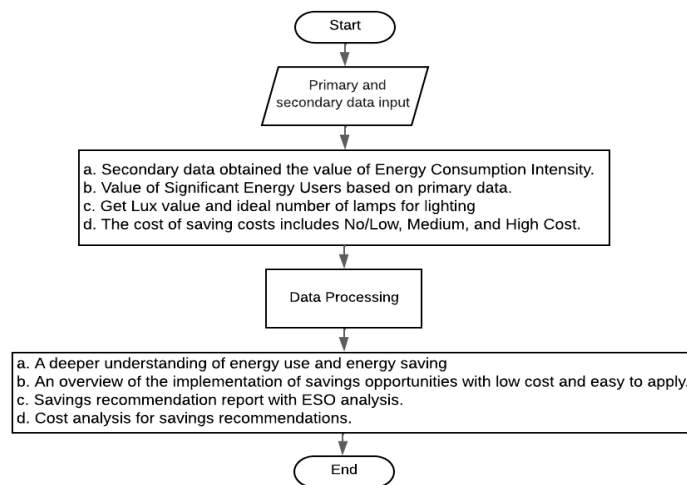 Start
Primary and
secondary data input
a. Secondary data obtained the value of Energy Consumption Intensity.
b. Value of Significant Energy Users based on primary data.
c. Get Lux value and ideal number of lamps for lighting
d. The cost of saving costs includes No/Low, Medium, and High Cost.
Data Processing
a. A deeper understanding of energy use and energy saving
b. An overview of the implementation of savings opportunities with low cost and easy to apply.
c. Savings recommendation report with ESO analysis.
d. Cost analysis for savings recommendations.
End